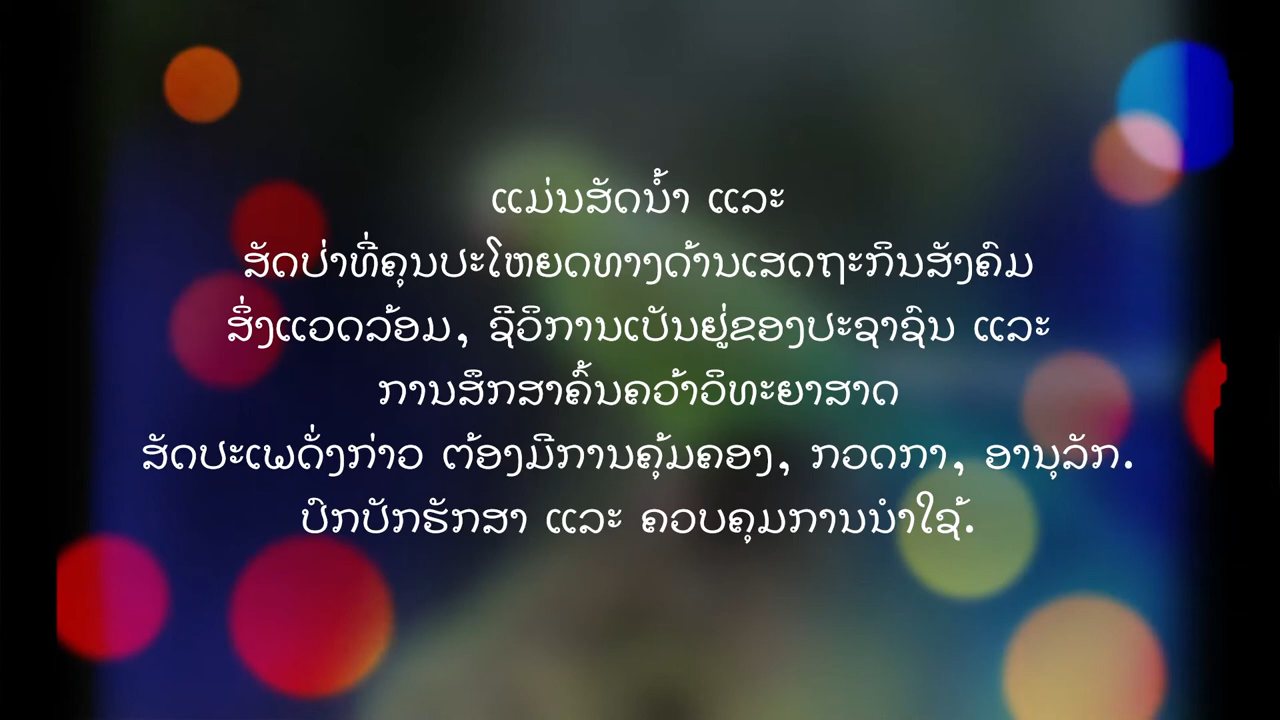 ແມ່ນສັດນ້ຳ ແລະ
ສັດປ່າທີ່ຄຸນປະໂຫຍດທາງດ້ານເສດຖະກິນສັງຄົມ
ສິ່ງແວດລ້ອມ, ຊີວິການເປັນຢູ່ຂອງປະຊາຊົນ ແລະ
ການສຶກສາຄົ້ນຄວ້າວິທະຍາສາດ
ສັດປະເພດັ່ງກ່າວ ຕ້ອງມີການຄຸ້ມຄອງ, ກວດກາ, ອານຸລັກ.
ປົກປັກຮັກສາ ແລະ ຄວບຄຸມການນຳໃຊ້.